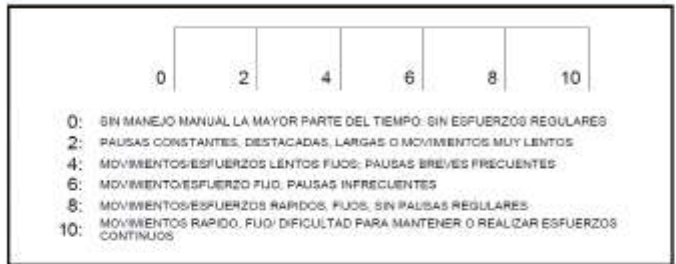 0 2 4 6 8 10
0: SIN MANEJO MANUAL LA MAYOR PARTE DEL TIEMPO: SIN ESFUERZOS REGULARES
2: PAUSAS CONSTANTES, DESTACADAS, LARGAS O MOVIMIENTOS MUY LENTOS
4: MOVIMIENTOS/ESFUERZOS LENTOS FIJOS; PAUSAS BREVES FRECUENTES
6: MOVIMIENTO/ESFUERZO FIJO, PAUSAS INFRECUENTES
8: MOVIMIENTOS/ESFUERZOS RAPIDOS, FIJOS, SIN PAUSAS REGULARES
10: MOVIMIENTOS RAPIDO, FIJO/ DIFICULTAD PARA MANTENER O REALIZAR ESFUERZOS
CONTINUOS